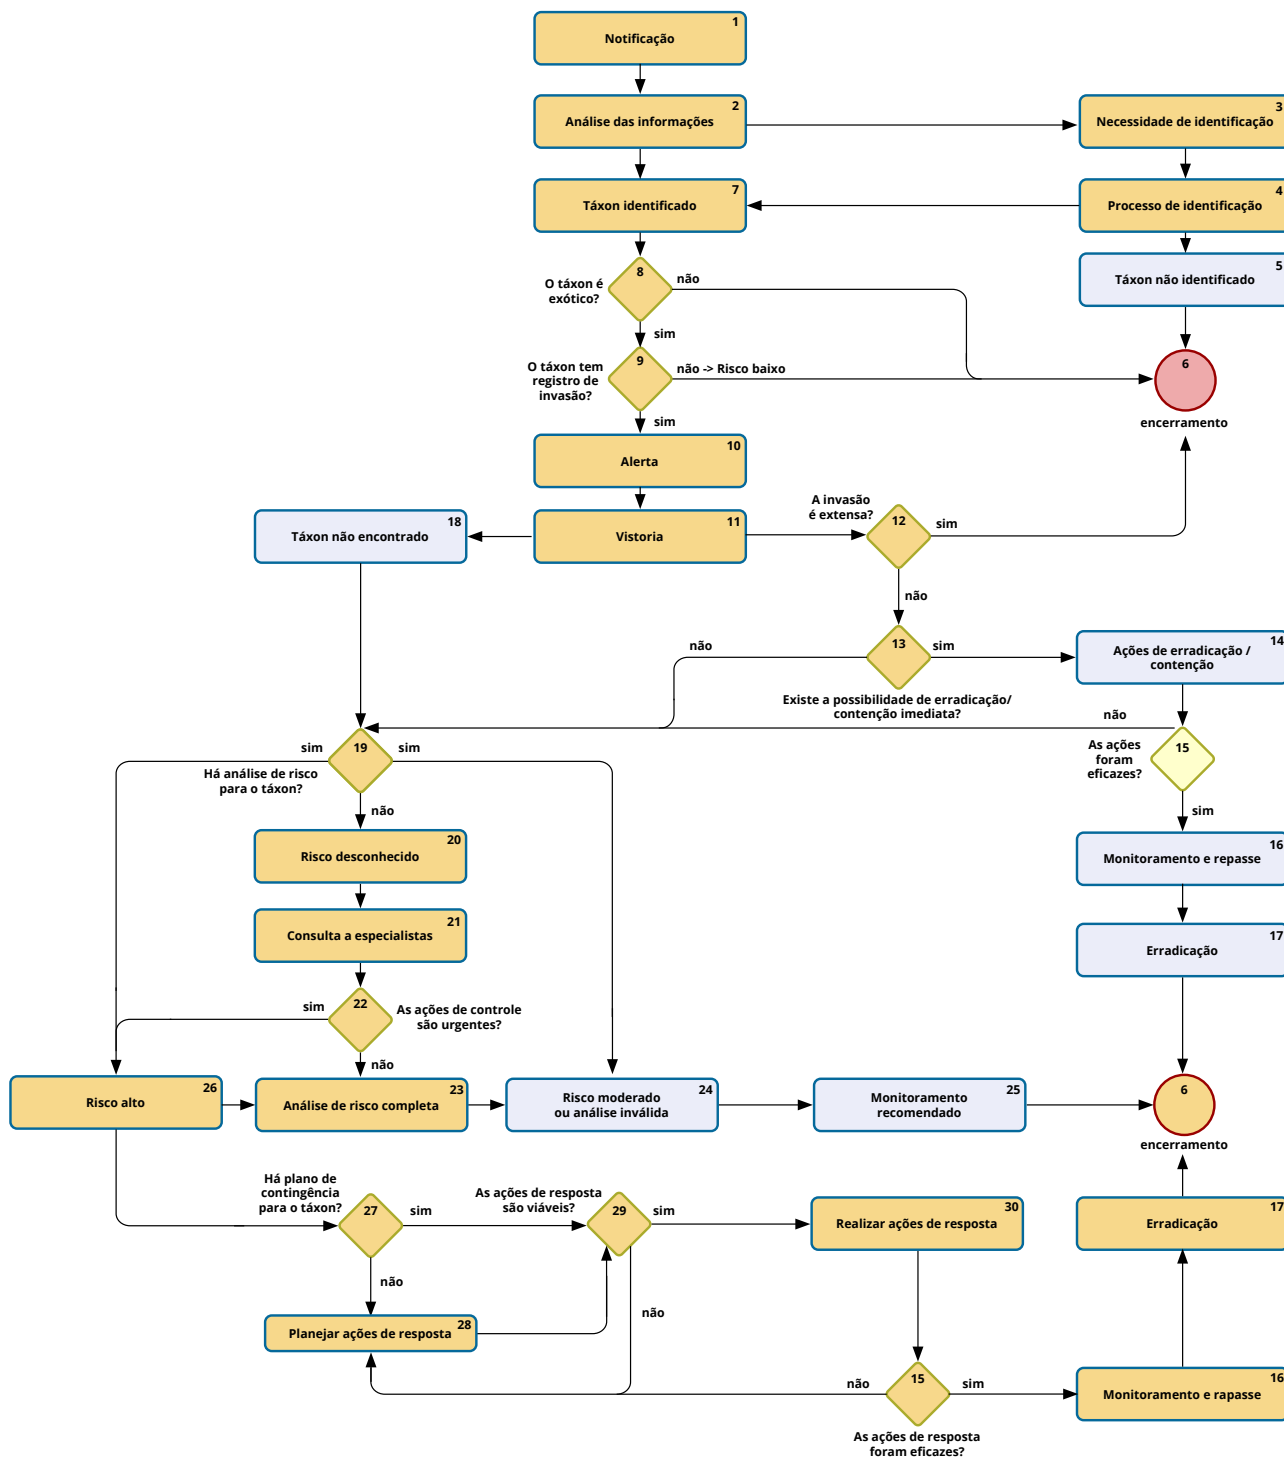 1
Notificação
2
Análise das informações
3
Necessidade de identificação
7
Táxon identificado
4
Processo de identificação
5
Táxon não identificado
8
O táxon é
exótico?
não
sim
9
O táxon tem
registro de
invasão?
não -> Risco baixo
sim
6
encerramento
10
Alerta
11
Vistoria
18
Táxon não encontrado
A invasão
é extensa?
12
sim
não
13
não
sim
Existe a possibilidade de erradicação/
contenção imediata?
14
Ações de erradicação /
contenção
não
15
As ações
foram
eficazes?
sim
16
Monitoramento e repasse
17
Erradicação
19
sim
sim
Há análise de risco
para o táxon?
não
20
Risco desconhecido
21
Consulta a especialistas
22
sim
As ações de controle
são urgentes?
não
26
Risco alto
23
Análise de risco completa
24
Risco moderado
ou análise inválida
25
Monitoramento
recomendado
6
encerramento
Há plano de
contingência
para o táxon?
27
sim
não
As ações de resposta
são viáveis?
29
sim
não
30
Realizar ações de resposta
17
Erradicação
28
Planejar ações de resposta
15
não
sim
As ações de resposta
foram eficazes?
16
Monitoramento e rapasse